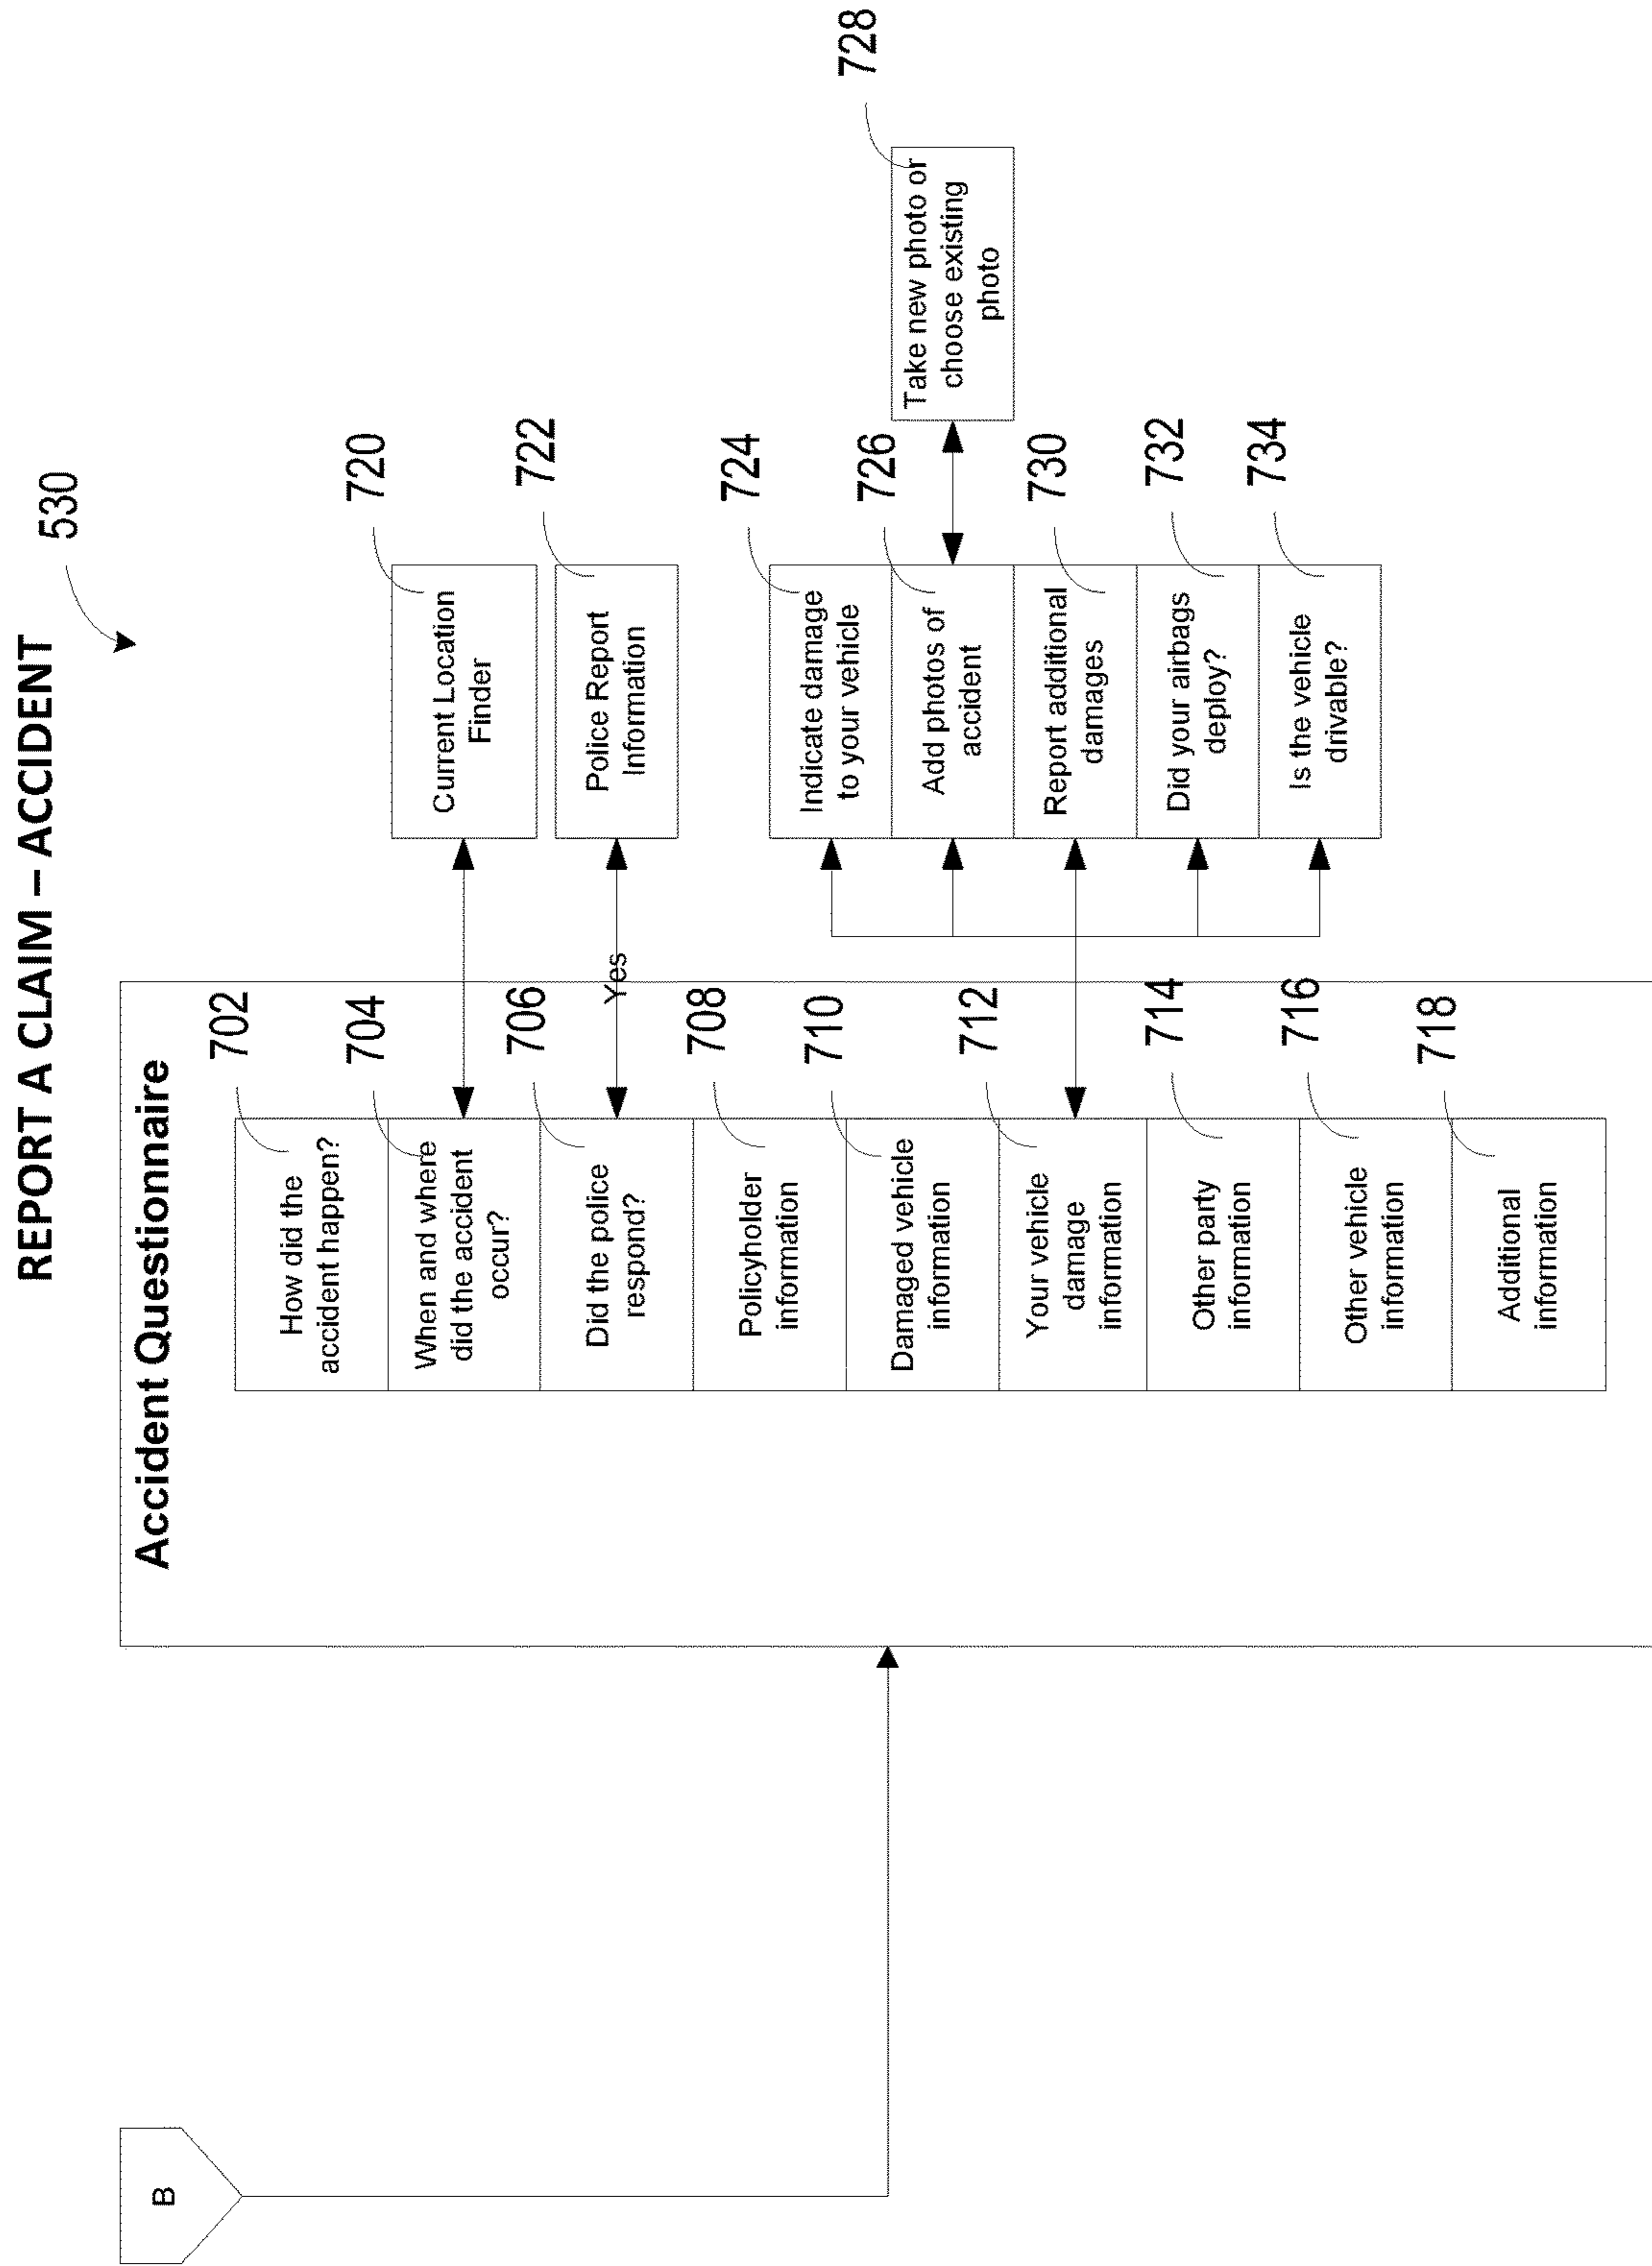 REPORT A CLAIM – ACCIDENT
530
B
Accident Questionnaire
702
How did the
accident happen?
704
When and where
did the accident
occur?
706
Did the police
respond?
Yes
708
Policyholder
information
710
Damaged vehicle
information
712
Your vehicle
damage
information
714
Other party
information
716
Other vehicle
information
718
Additional
information
720
Current Location
Finder
722
Police Report
Information
724
Indicate damage
to your vehicle
726
Add photos of
accident
728
Take new photo or
choose existing
photo
730
Report additional
damages
732
Did your airbags
deploy?
734
Is the vehicle
drivable?